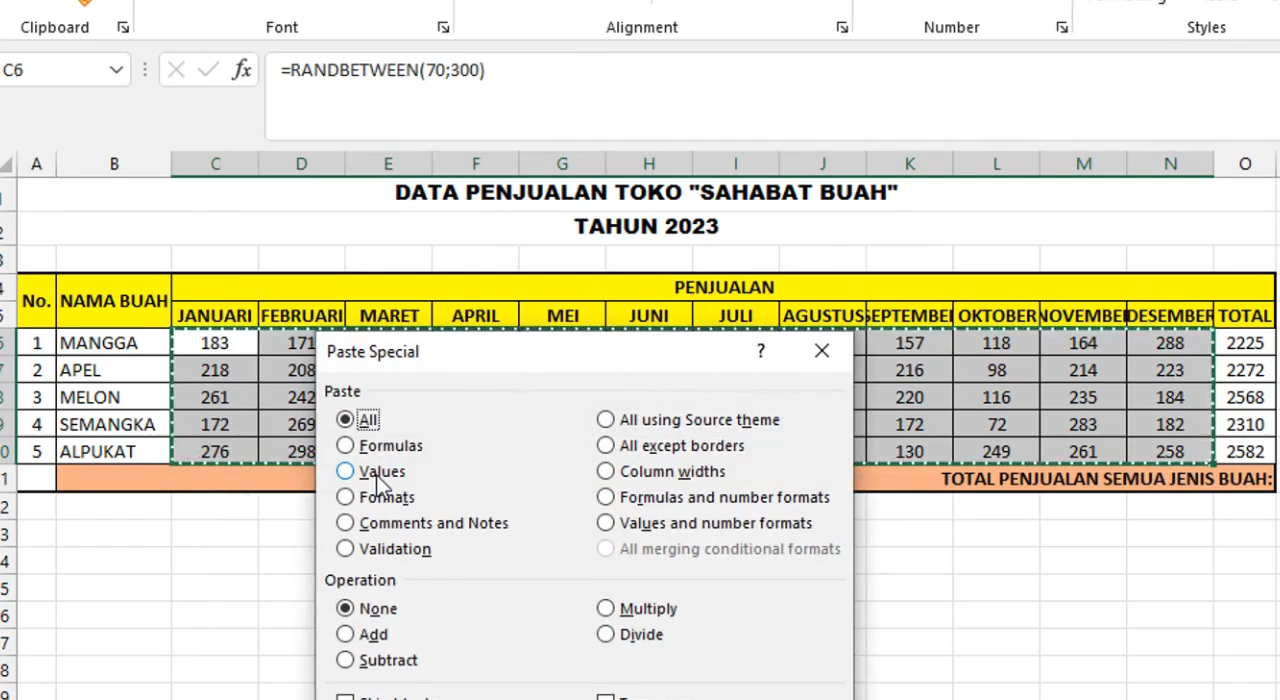 Clipboard Font Alignment Number Styles
C6 fx =RANDBETWEEN(70;300)
A B C D E F G H I J K L M N O
DATA PENJUALAN TOKO "SAHABAT BUAH"
TAHUN 2023
No. NAMA BUAH PENJUALAN
JANUARI FEBRUARI MARET APRIL MEI JUNI JULI AGUSTUS SEPTEMBER OKTOBER NOVEMBER DESEMBER TOTAL
1 MANGGA 183 171 157 118 164 288 2225
2 APEL 218 208 216 98 214 223 2272
3 MELON 261 242 220 116 235 184 2568
4 SEMANGKA 172 269 172 72 283 182 2310
5 ALPUKAT 276 298 130 249 261 258 2582
TOTAL PENJUALAN SEMUA JENIS BUAH:
Paste Special ?
Paste
All All using Source theme
Formulas All except borders
Values Column widths
Formats Formulas and number formats
Comments and Notes Values and number formats
Validation All merging conditional formats
Operation
None Multiply
Add Divide
Subtract